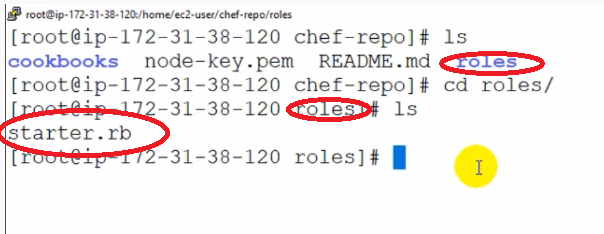 root@ip-172-31-38-120:/home/ec2-user/chef-repo/roles
[root@ip-172-31-38-120 chef-repo]# ls
cookbooks node-key.pem README.md roles
[root@ip-172-31-38-120 chef-repo]# cd roles/
[root@ip-172-31-38-120 roles]# ls
starter.rb
[root@ip-172-31-38-120 roles]#